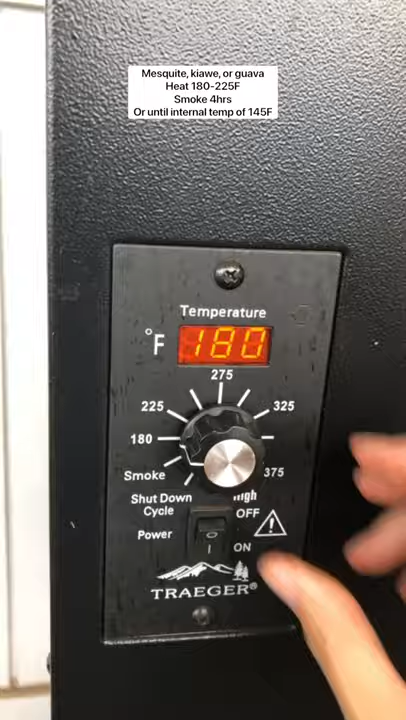 Mesquite, kiawe, or guava
Heat 180-225F
Smoke 4hrs
Or until internal temp of 145F
Temperature
°F 180
275
225
325
180
Smoke
375
Shut Down
Cycle
High
OFF
Power
ON
TRAEGER®